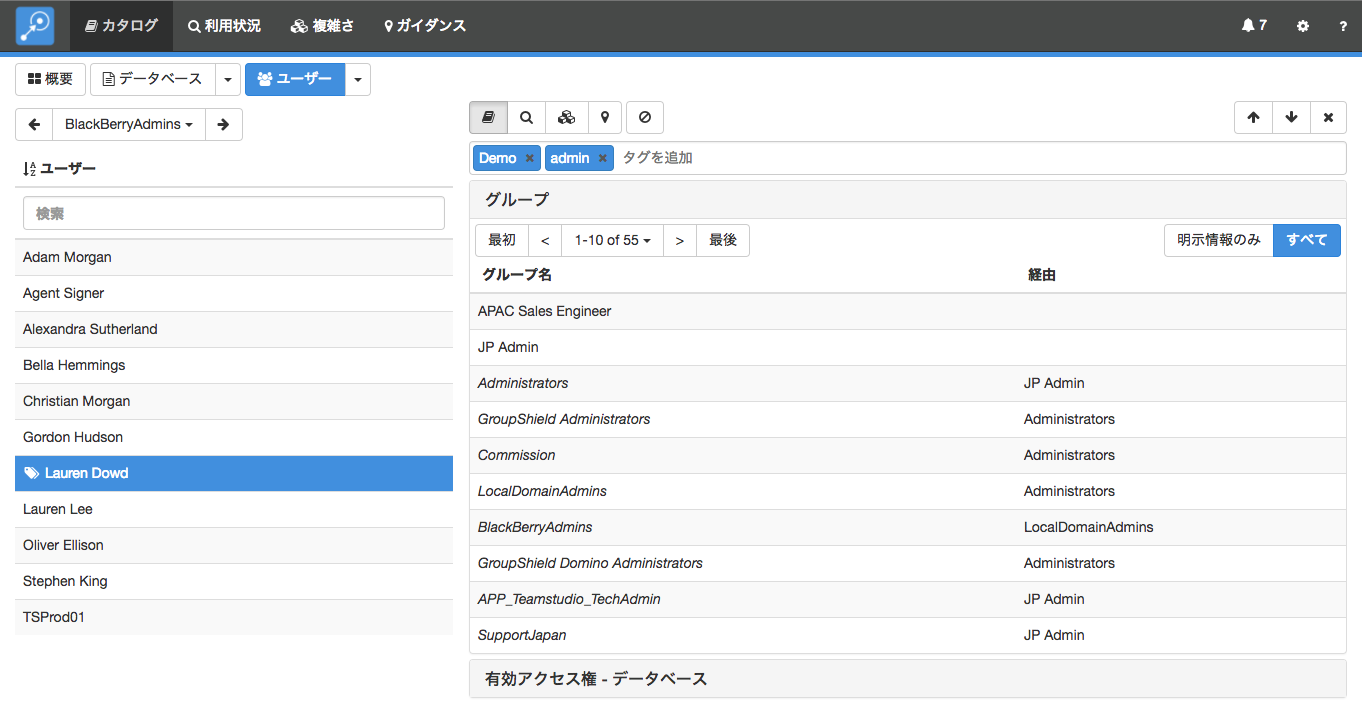 カタログ 利用状況 複雑さ ガイダンス 7 ?
概要 データベース ユーザー
BlackBerryAdmins
A Z ユーザー
検索
Adam Morgan
Agent Signer
Alexandra Sutherland
Bella Hemmings
Christian Morgan
Gordon Hudson
Lauren Dowd
Lauren Lee
Oliver Ellison
Stephen King
TSProd01
Demo × admin × タグを追加
グループ
最初 < 1-10 of 55 > 最後 明示情報のみ すべて
グループ名 経由
APAC Sales Engineer
JP Admin
Administrators JP Admin
GroupShield Administrators Administrators
Commission Administrators
LocalDomainAdmins Administrators
BlackBerryAdmins LocalDomainAdmins
GroupShield Domino Administrators Administrators
APP_Teamstudio_TechAdmin JP Admin
SupportJapan JP Admin
有効アクセス権 - データベース